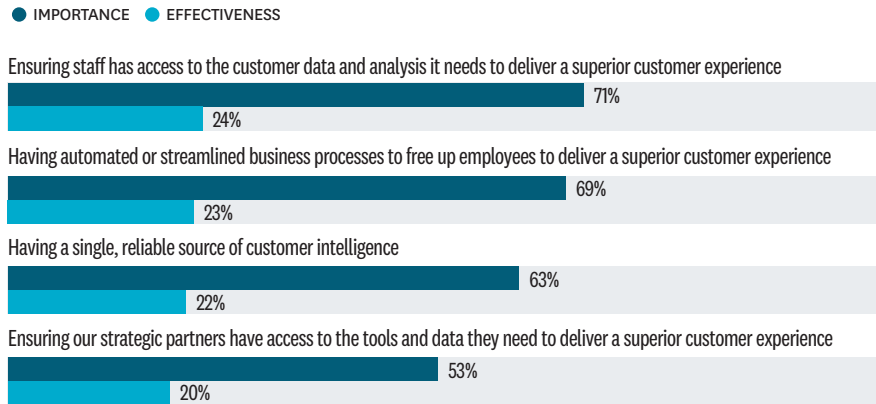 IMPORTANCE EFFECTIVENESS
Ensuring staff has access to the customer data and analysis it needs to deliver a superior customer experience
71%
24%
Having automated or streamlined business processes to free up employees to deliver a superior customer experience
69%
23%
Having a single, reliable source of customer intelligence
63%
22%
Ensuring our strategic partners have access to the tools and data they need to deliver a superior customer experience
53%
20%